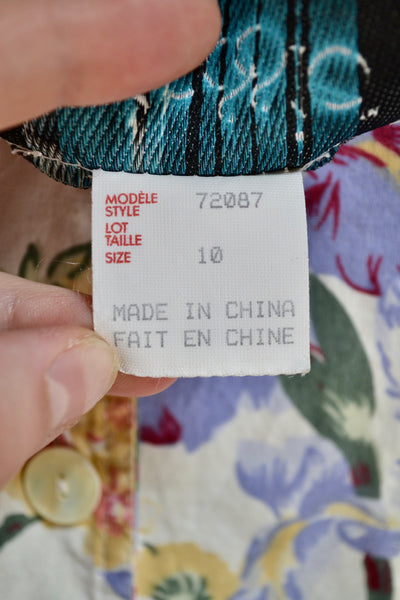 MODÈLE 72087
STYLE
LOT
TAILLE
SIZE 10
MADE IN CHINA
FAIT EN CHINE